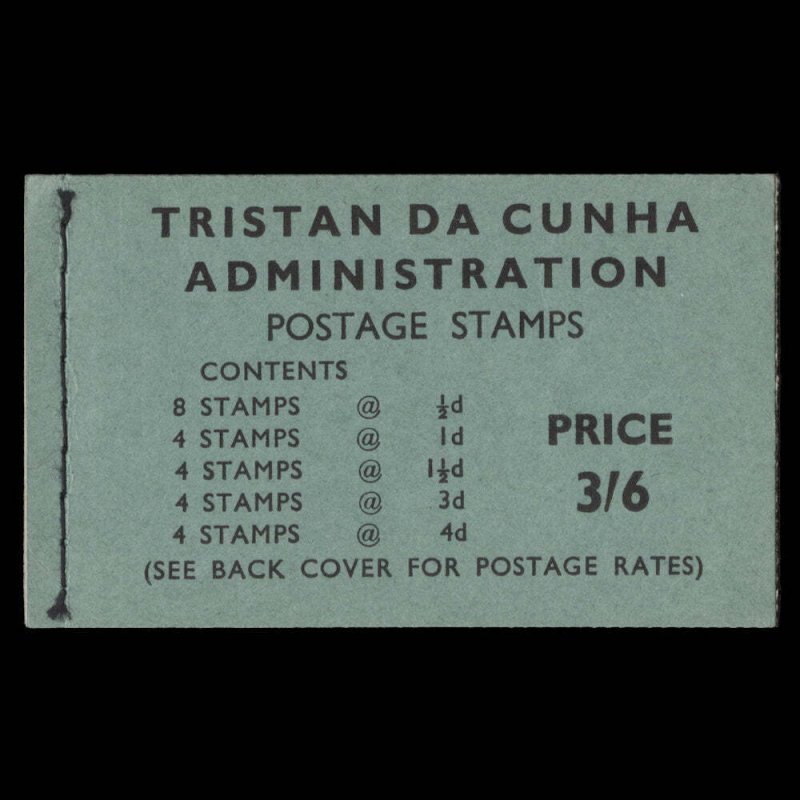 TRISTAN DA CUNHA
ADMINISTRATION
POSTAGE STAMPS
CONTENTS
8 STAMPS @ ½d
4 STAMPS @ 1d
4 STAMPS @ 1½d
4 STAMPS @ 3d
4 STAMPS @ 4d
PRICE
3/6
(SEE BACK COVER FOR POSTAGE RATES)